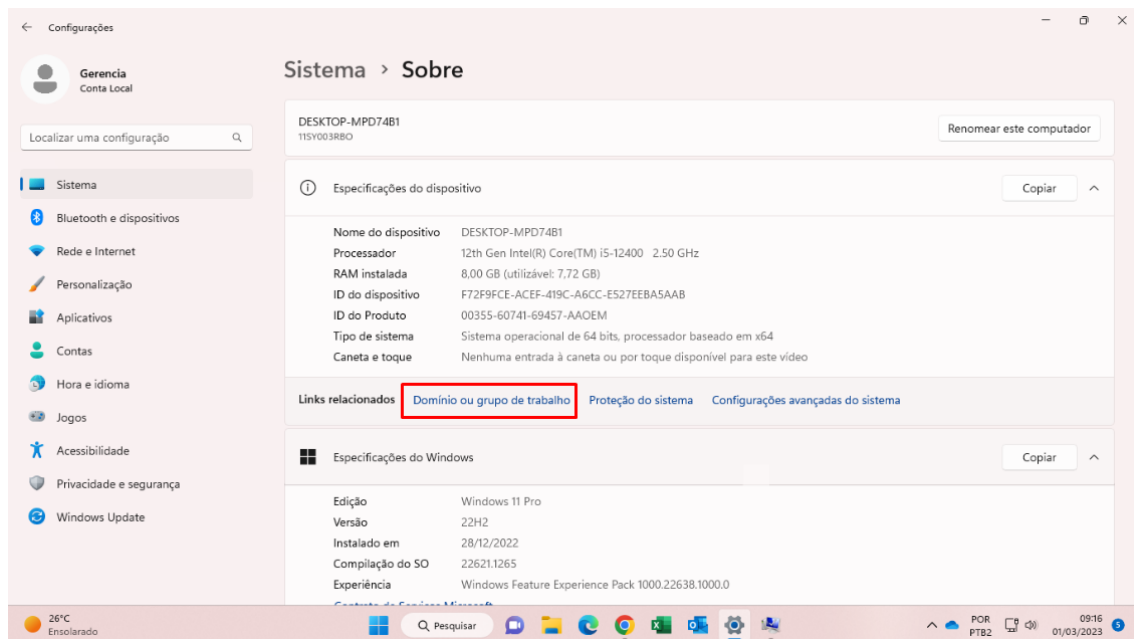 Configurações
Gerencia
Conta Local
Localizar uma configuração
Sistema
Bluetooth e dispositivos
Rede e Internet
Personalização
Aplicativos
Contas
Hora e idioma
Jogos
Acessibilidade
Privacidade e segurança
Windows Update
Sistema > Sobre
DESKTOP-MPD74B1
11SY003RBO
Renomear este computador
Especificações do dispositivo
Copiar
Nome do dispositivo DESKTOP-MPD74B1
Processador 12th Gen Intel(R) Core(TM) i5-12400 2.50 GHz
RAM instalada 8,00 GB (utilizável: 7,72 GB)
ID do dispositivo F72F9FCE-ACEF-419C-A6CC-E527EEBA5AAB
ID do Produto 00355-60741-69457-AAOEM
Tipo de sistema Sistema operacional de 64 bits, processador baseado em x64
Caneta e toque Nenhuma entrada à caneta ou por toque disponível para este vídeo
Links relacionados Domínio ou grupo de trabalho Proteção do sistema Configurações avançadas do sistema
Especificações do Windows
Copiar
Edição Windows 11 Pro
Versão 22H2
Instalado em 28/12/2022
Compilação do SO 22621.1265
Experiência Windows Feature Experience Pack 1000.22638.1000.0
Contrato de Serviços Microsoft
26°C
Ensolarado
Pesquisar
POR
PTB2
09:16
01/03/2023
5